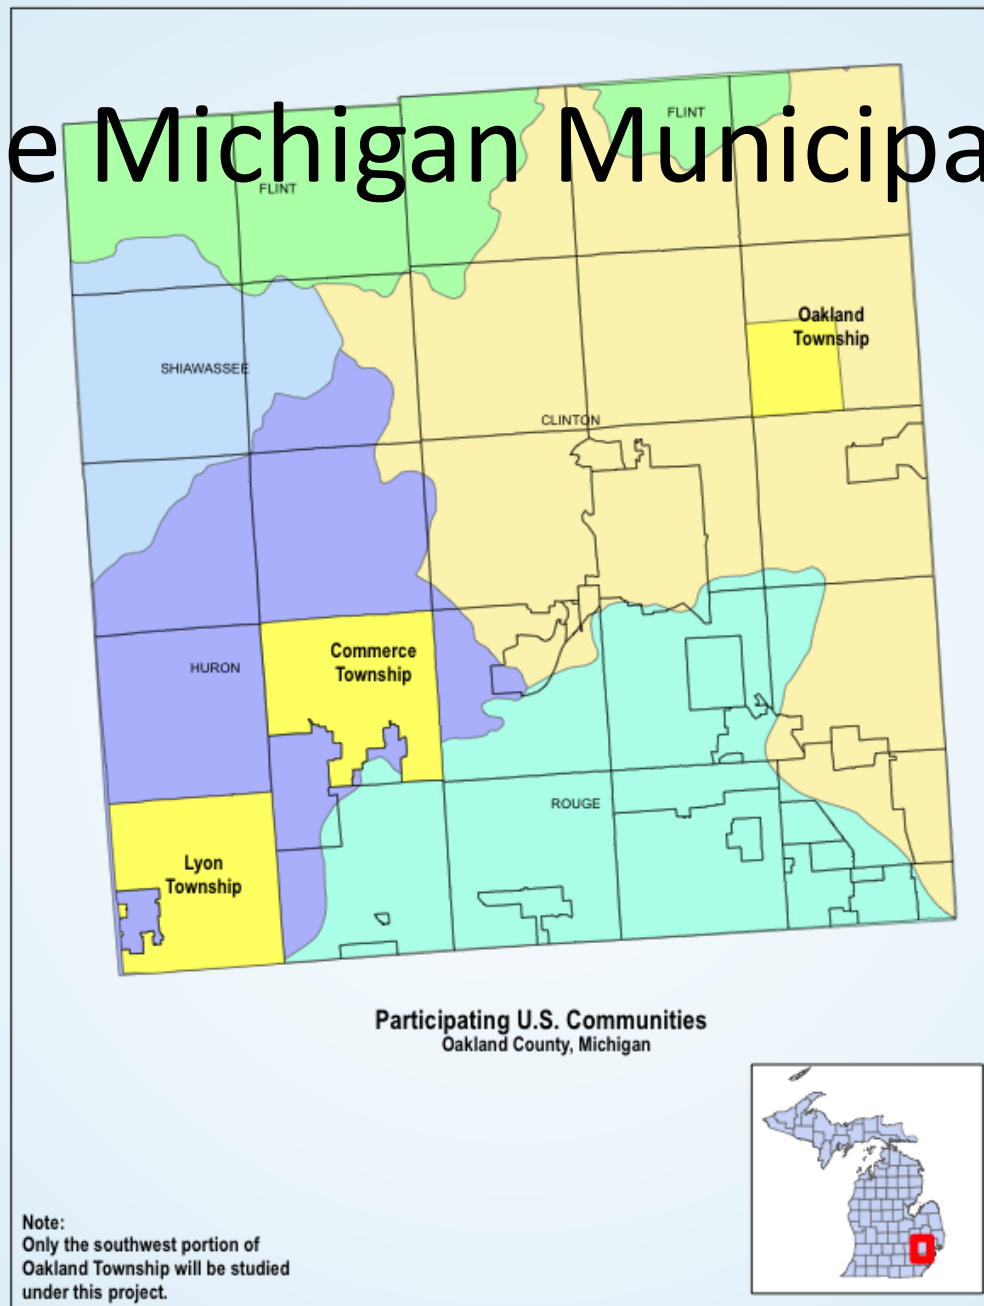 e Michigan Municipa
FLINT
FLINT
Oakland
Township
SHIAWASSEE
CLINTON
Commerce
Township
HURON
ROUGE
Lyon
Township
Participating U.S. Communities
Oakland County, Michigan
Note:
Only the southwest portion of
Oakland Township will be studied
under this project.